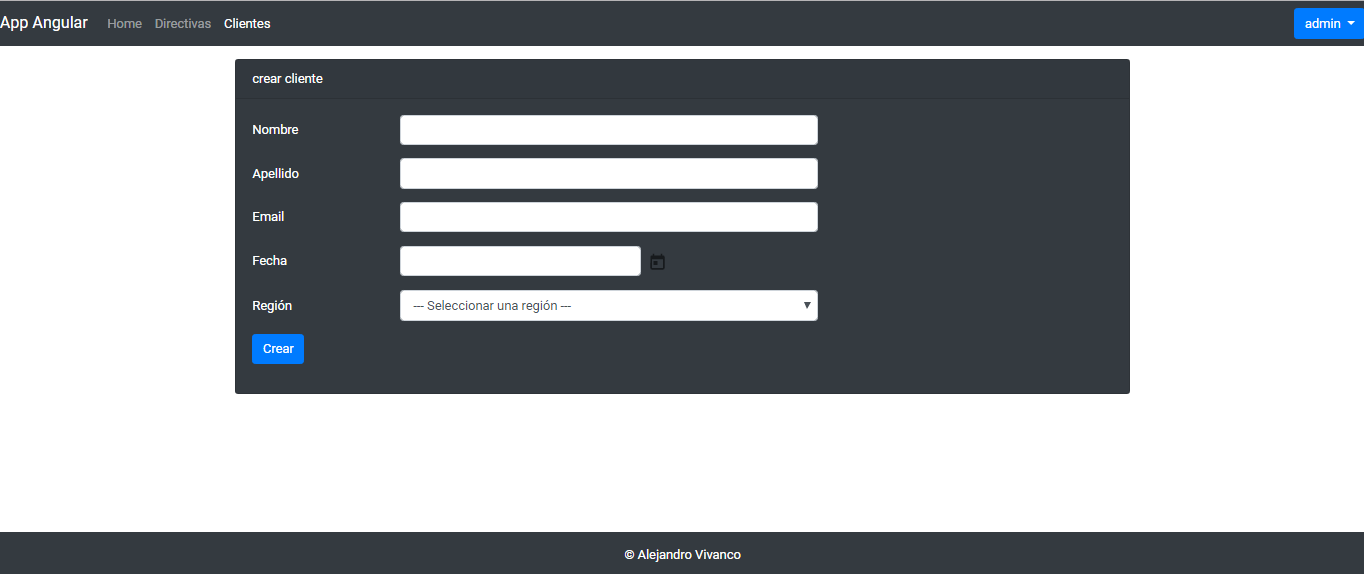 App Angular Home Directivas Clientes admin
crear cliente
Nombre
Apellido
Email
Fecha
Región --- Seleccionar una región ---
Crear
© Alejandro Vivanco